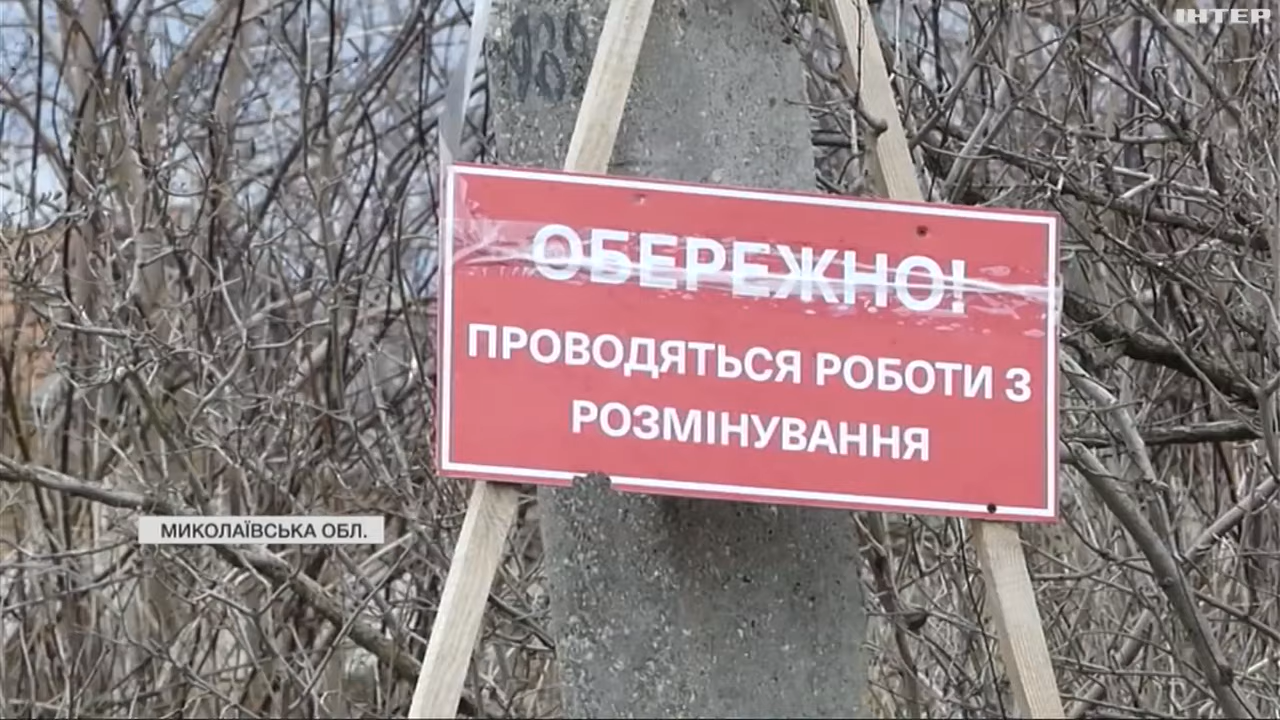 ІНТЕР
ОБЕРЕЖНО!
ПРОВОДЯТЬСЯ РОБОТИ З
РОЗМІНУВАННЯ
МИКОЛАЇВСЬКА ОБЛ.